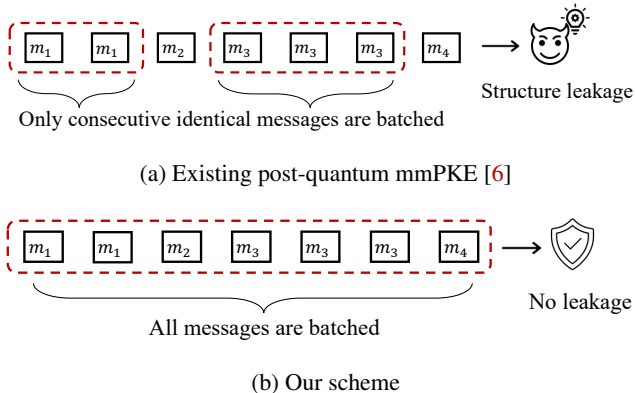 m₁ m₁ m₂ m₃ m₃ m₃ m₄
Structure leakage
Only consecutive identical messages are batched
(a) Existing post-quantum mmPKE [6]
m₁ m₁ m₂ m₃ m₃ m₃ m₄
No leakage
All messages are batched
(b) Our scheme